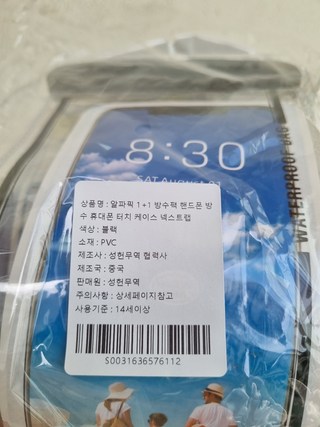 8:30
WATERPROOF BAG
상품명 : 알파픽 1+1 방수팩 핸드폰 방
수 휴대폰 터치 케이스 넥스트랩
색상 : 블랙
소재 : PVC
제조사 : 성헌무역 협력사
제조국 : 중국
판매원 : 성헌무역
주의사항 : 상세페이지참고
사용기준 : 14세이상
S0031636576112